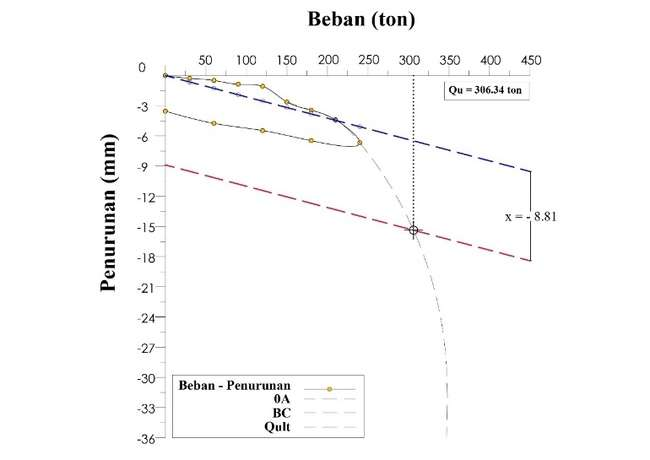 Beban (ton)
0 50 100 150 200 250 300 350 400 450
Qu = 306.34 ton
-3
-6
-9
-12
-15
-18
-21
-24
-27
-30
-33
-36
Penurunan (mm)
x = - 8.81
Beban - Penurunan
0A
BC
Qult